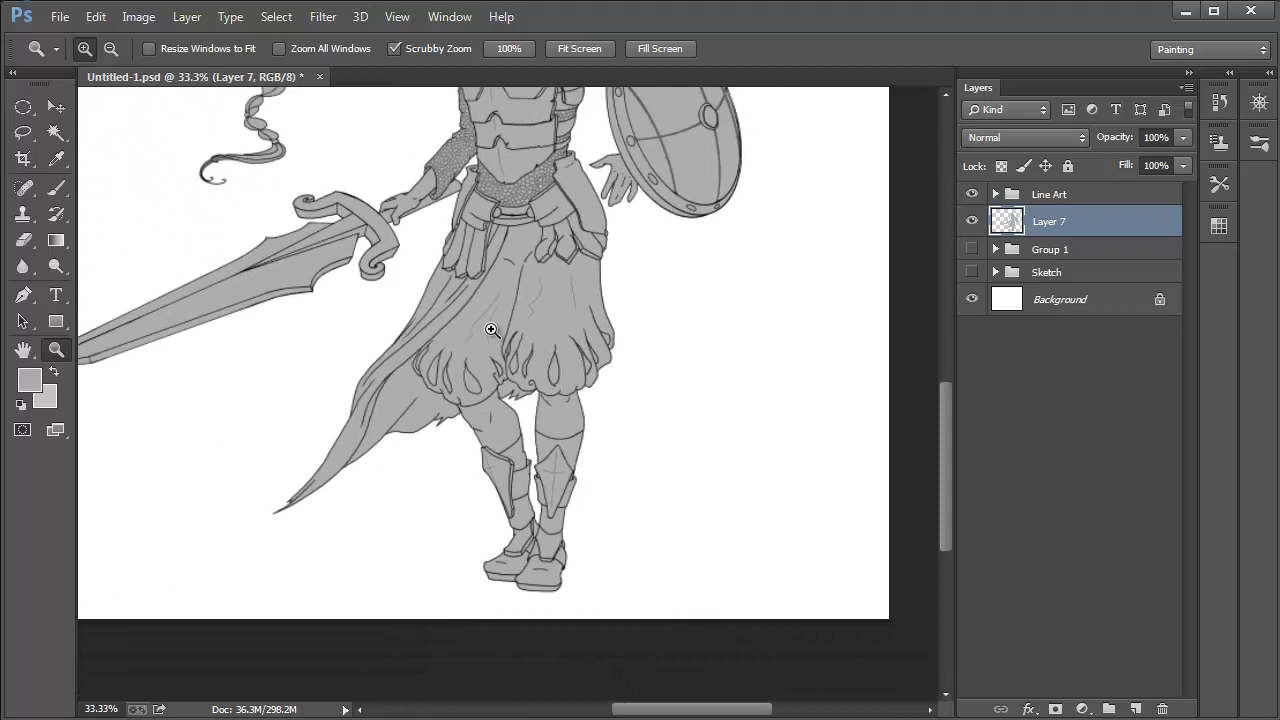 Ps File Edit Image Layer Type Select Filter 3D View Window Help
Resize Windows to Fit Zoom All Windows Scrubby Zoom 100% Fit Screen Fill Screen Painting
Untitled-1.psd @ 33.3% (Layer 7, RGB/8) * ×
Layers
Kind
Normal Opacity: 100%
Lock: Fill: 100%
Line Art
Layer 7
Group 1
Sketch
Background
33.33% Doc: 36.3M/298.2M